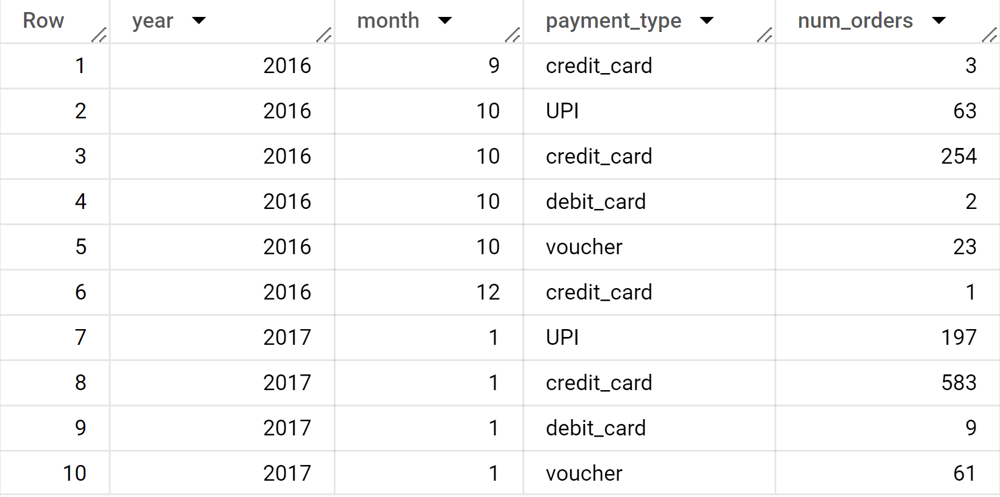 Row year month payment_type num_orders
1 2016 9 credit_card 3
2 2016 10 UPI 63
3 2016 10 credit_card 254
4 2016 10 debit_card 2
5 2016 10 voucher 23
6 2016 12 credit_card 1
7 2017 1 UPI 197
8 2017 1 credit_card 583
9 2017 1 debit_card 9
10 2017 1 voucher 61